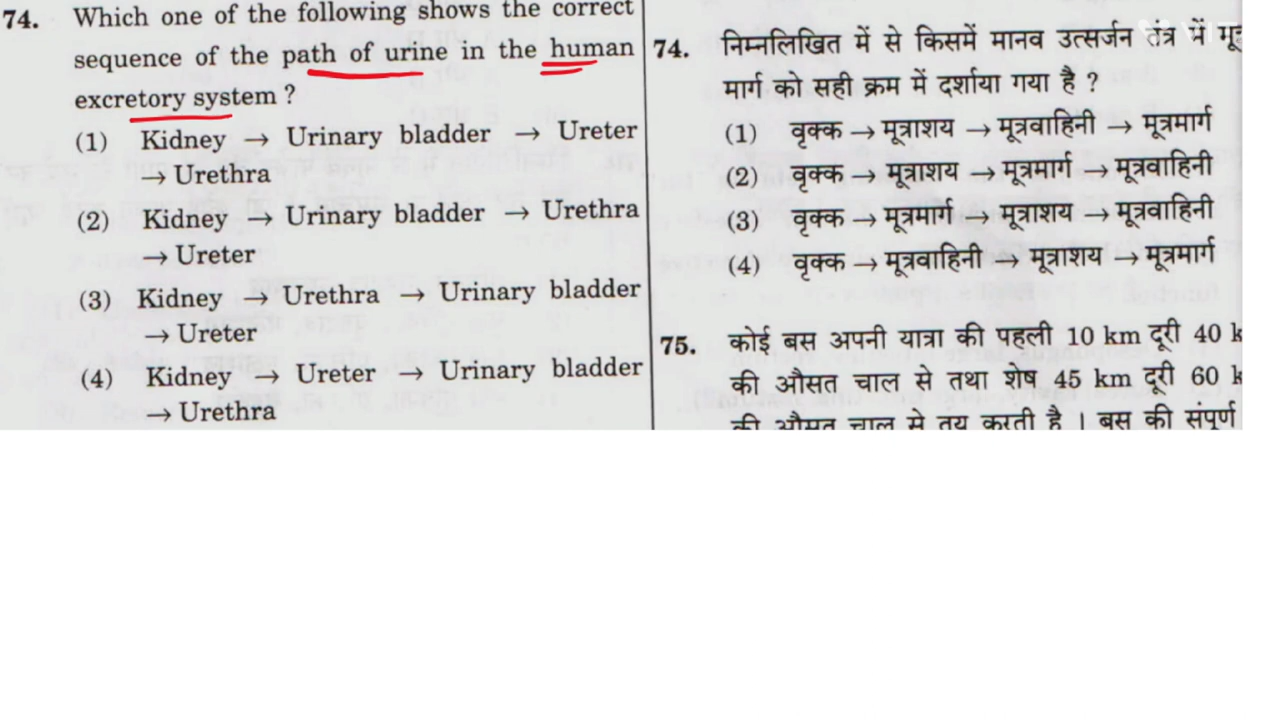 74. Which one of the following shows the correct
sequence of the path of urine in the human
excretory system ?
(1) Kidney → Urinary bladder → Ureter
→ Urethra
(2) Kidney → Urinary bladder → Urethra
→ Ureter
(3) Kidney → Urethra → Urinary bladder
→ Ureter
(4) Kidney → Ureter → Urinary bladder
→ Urethra
74. निम्नलिखित में से किसमें मानव उत्सर्जन तंत्र में
मार्ग को सही क्रम में दर्शाया गया है ?
(1) वृक्क → मूत्राशय → मूत्रवाहिनी → मूत्रमार्ग
(2) वृक्क → मूत्राशय → मूत्रमार्ग → मूत्रवाहिनी
(3) वृक्क → मूत्रमार्ग → मूत्राशय → मूत्रवाहिनी
(4) वृक्क → मूत्रवाहिनी → मूत्राशय → मूत्रमार्ग
75. कोई बस अपनी यात्रा की पहली 10 km दूरी 40 k
की औसत चाल से तथा शेष 45 km दूरी 60 k
की औसत चाल से तय करती है । बस की संपूर्ण